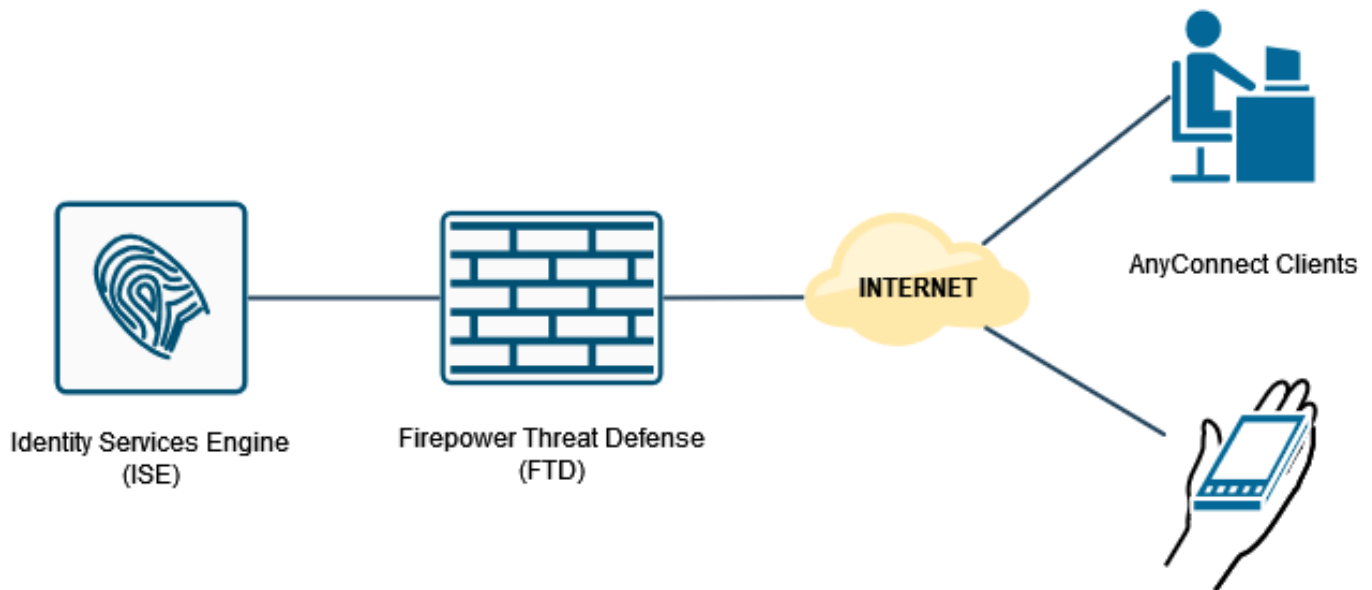 INTERNET
AnyConnect Clients
Identity Services Engine
(ISE)
Firepower Threat Defense
(FTD)